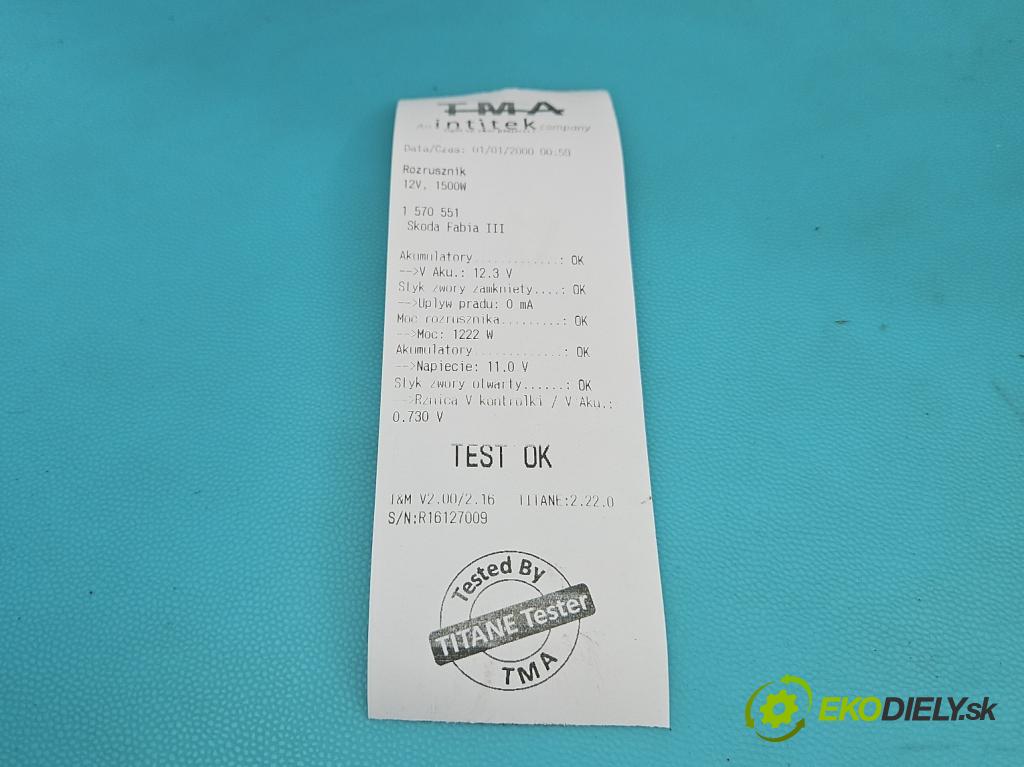 TMA
An intitek company
Data/Czas: 01/01/2000 00:59
Rozrusznik
12V, 1500W
1 570 551
Skoda Fabia III
Akumulatory............: OK
-->V Aku.: 12.3 V
Styk zwory zamkniety....: OK
-->Uplyw pradu: 0 mA
Moc rozrusznika.........: OK
-->Moc: 1222 W
Akumulatory.............: OK
-->Napiecie: 11.0 V
Styk zwory otwarty......: OK
-->Rznica V kontrolki / V Aku.:
0.730 V
TEST OK
T&M V2.00/2.16 TITANE:2.22.0
S/N:R16127009
Tested By
TITANE Tester
TMA
EKODIELY.sk